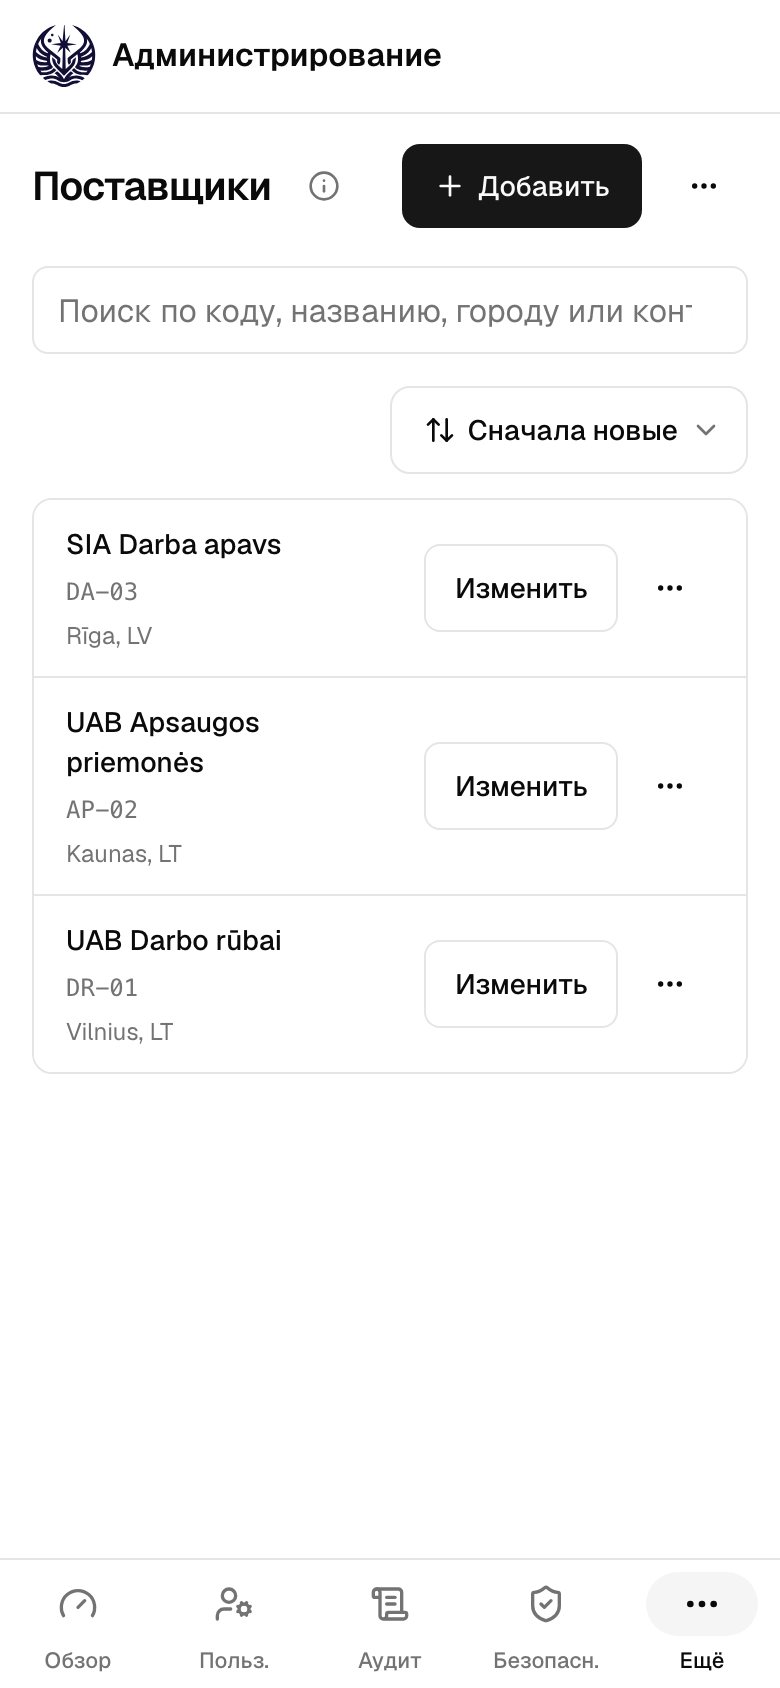 Администрирование
Поставщики
Добавить
Поиск по коду, названию, городу или конт
Сначала новые
SIA Darba apavs
DA-03
Rīga, LV
Изменить
UAB Apsaugos
priemonės
AP-02
Kaunas, LT
Изменить
UAB Darbo rūbai
DR-01
Vilnius, LT
Изменить
Обзор
Польз.
Аудит
Безопасн.
Ещё